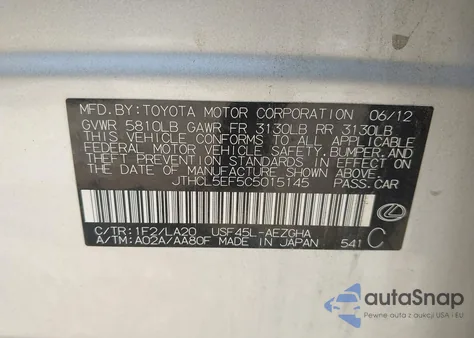 MFD.BY:TOYOTA MOTOR CORPORATION 06/12
GVWR 5810LB GAWR FR 3130LB RR 3130LB
THIS VEHICLE CONFORMS TO ALL APPLICABLE
FEDERAL MOTOR VEHICLE SAFETY, BUMPER, AND
THEFT PREVENTION STANDARDS IN EFFECT ON
THE DATE OF MANUFACTURE SHOWN ABOVE.
JTHCL5EF5C5015145 PASS.CAR
C/TR:1F2/LA20 USF45L-AEZGHA
A/TM:A02A/AA80F MADE IN JAPAN 541 C
autoSnap
Pewne auta z aukcji USA i EU